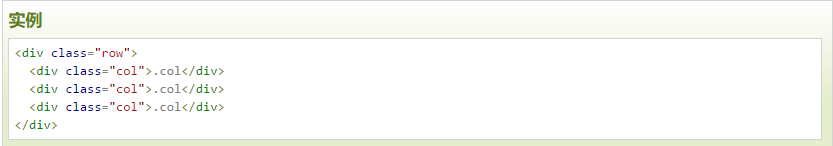 实例
<div class="row">
  <div class="col">.col</div>
  <div class="col">.col</div>
  <div class="col">.col</div>
</div>